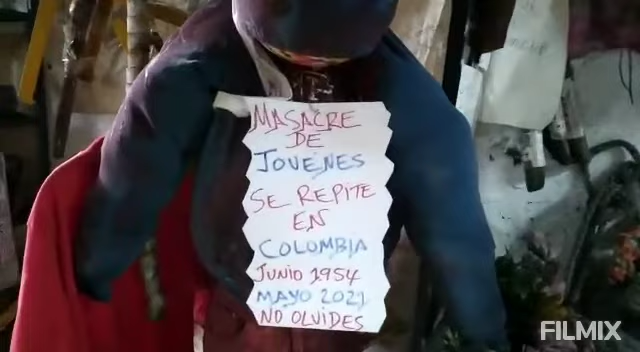 MASACRE
DE
JOVENES
SE REPITE
EN
COLOMBIA
JUNIO 1954
MAYO 2021
NO OLVIDES
FILMIX